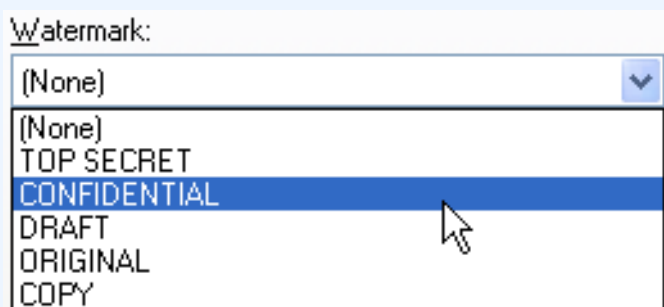 Watermark:
(None)
(None)
TOP SECRET
CONFIDENTIAL
DRAFT
ORIGINAL
COPY